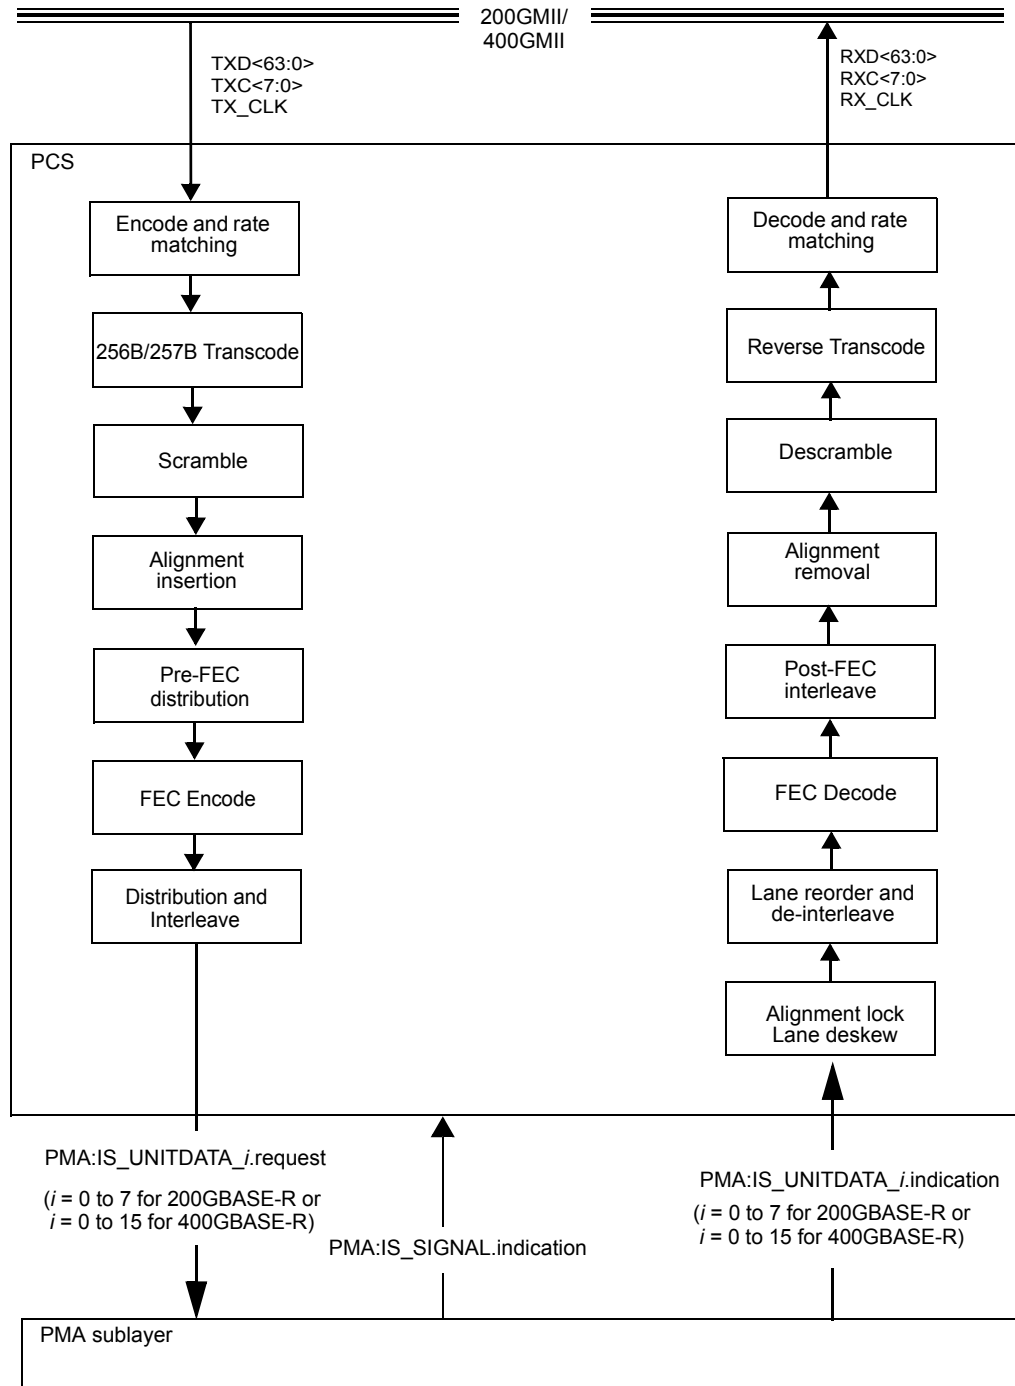 200GMII/
400GMII
TXD<63:0>
TXC<7:0>
TX_CLK
RXD<63:0>
RXC<7:0>
RX_CLK
PCS
Encode and rate
matching
256B/257B Transcode
Scramble
Alignment
insertion
Pre-FEC
distribution
FEC Encode
Distribution and
Interleave
Decode and rate
matching
Reverse Transcode
Descramble
Alignment
removal
Post-FEC
interleave
FEC Decode
Lane reorder and
de-interleave
Alignment lock
Lane deskew
PMA:IS_UNITDATA_i.request
(i = 0 to 7 for 200GBASE-R or
i = 0 to 15 for 400GBASE-R)
PMA:IS_SIGNAL.indication
PMA:IS_UNITDATA_i.indication
(i = 0 to 7 for 200GBASE-R or
i = 0 to 15 for 400GBASE-R)
PMA sublayer